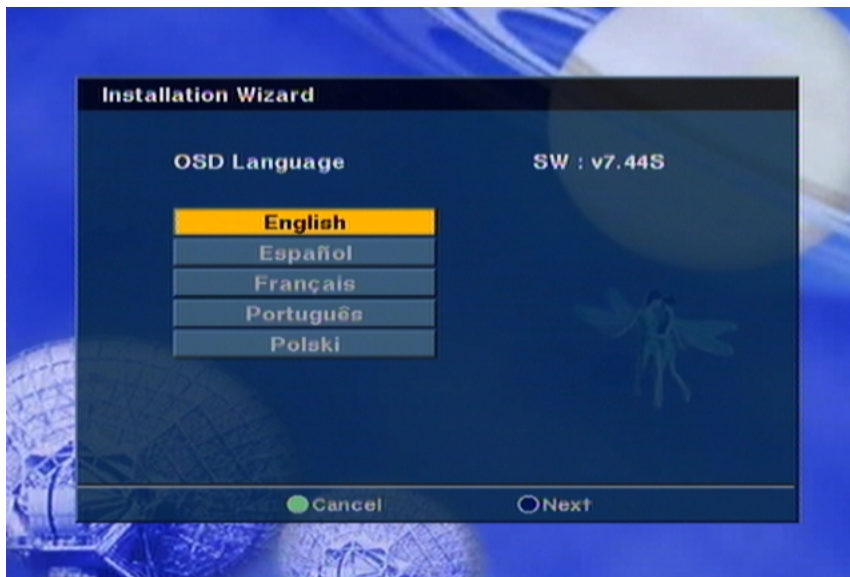 Installation Wizard
OSD Language SW : v7.44S
English
Español
Français
Português
Polski
Cancel Next